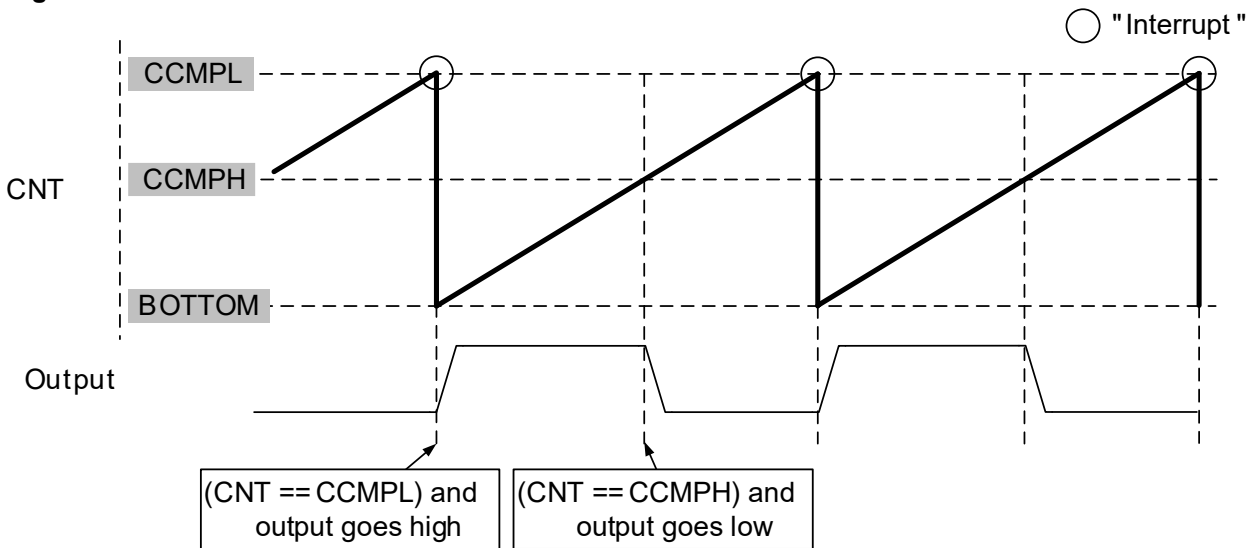 "Interrupt"
CCMPL
CCMPH
CNT
BOTTOM
Output
(CNT == CCMPL) and
output goes high
(CNT == CCMPH) and
output goes low